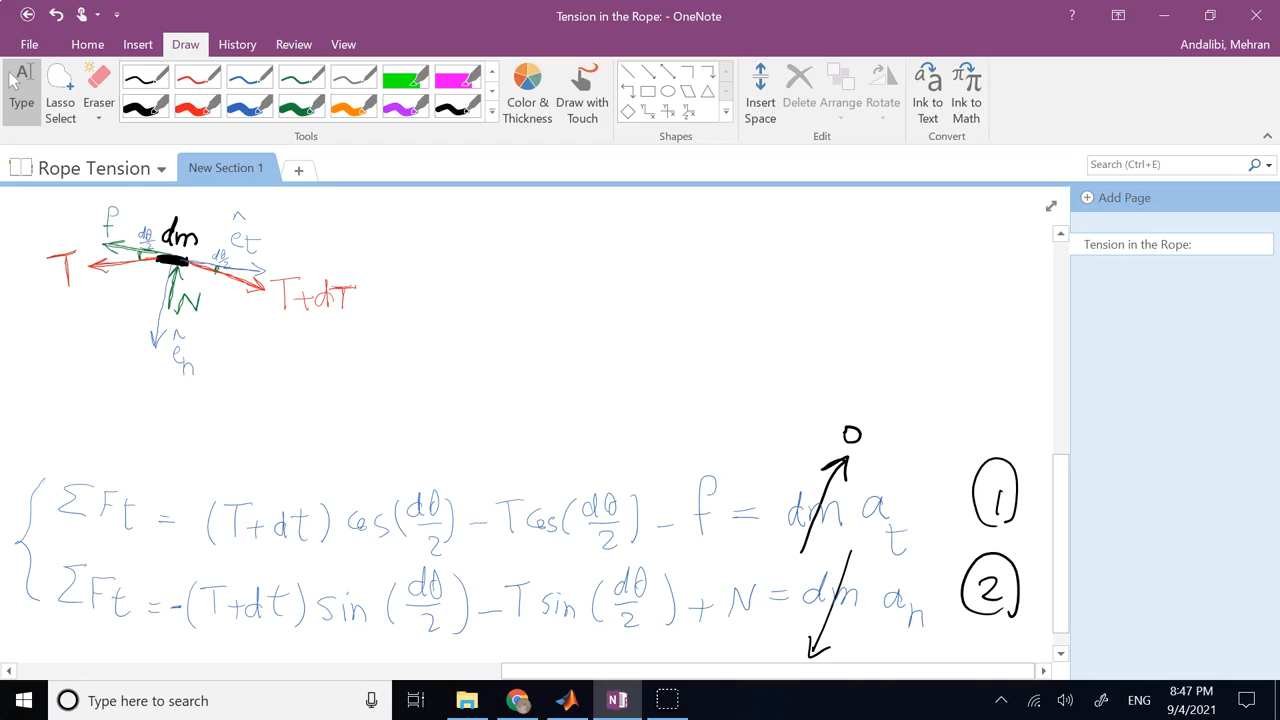 Tension in the Rope: - OneNote
File Home Insert Draw History Review View
Andalibi, Mehran
Type
Lasso Select
Eraser
Color & Thickness
Draw with Touch
Insert Space
Delete
Arrange
Rotate
Ink to Text
Ink to Math
Tools
Shapes
Edit
Convert
Rope Tension
New Section 1
Search (Ctrl+E)
Add Page
Tension in the Rope:
f
dθ/2
dm
êt
dθ/2
T
T+dT
N
ên
0
ΣFt = (T+dt) cos(dθ/2) - T cos(dθ/2) - f = dm at ①
ΣFt = -(T+dt) sin(dθ/2) - T sin(dθ/2) + N = dm an ②
Type here to search
ENG
8:47 PM
9/4/2021